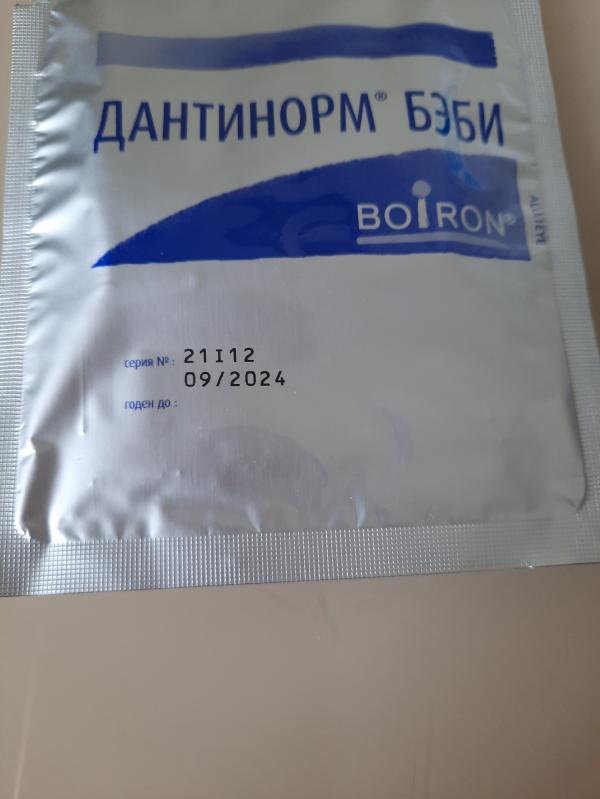 ДАНТИНОРМ® БЭБИ
BOIRON®
серия №: 21I12
09/2024
годен до :